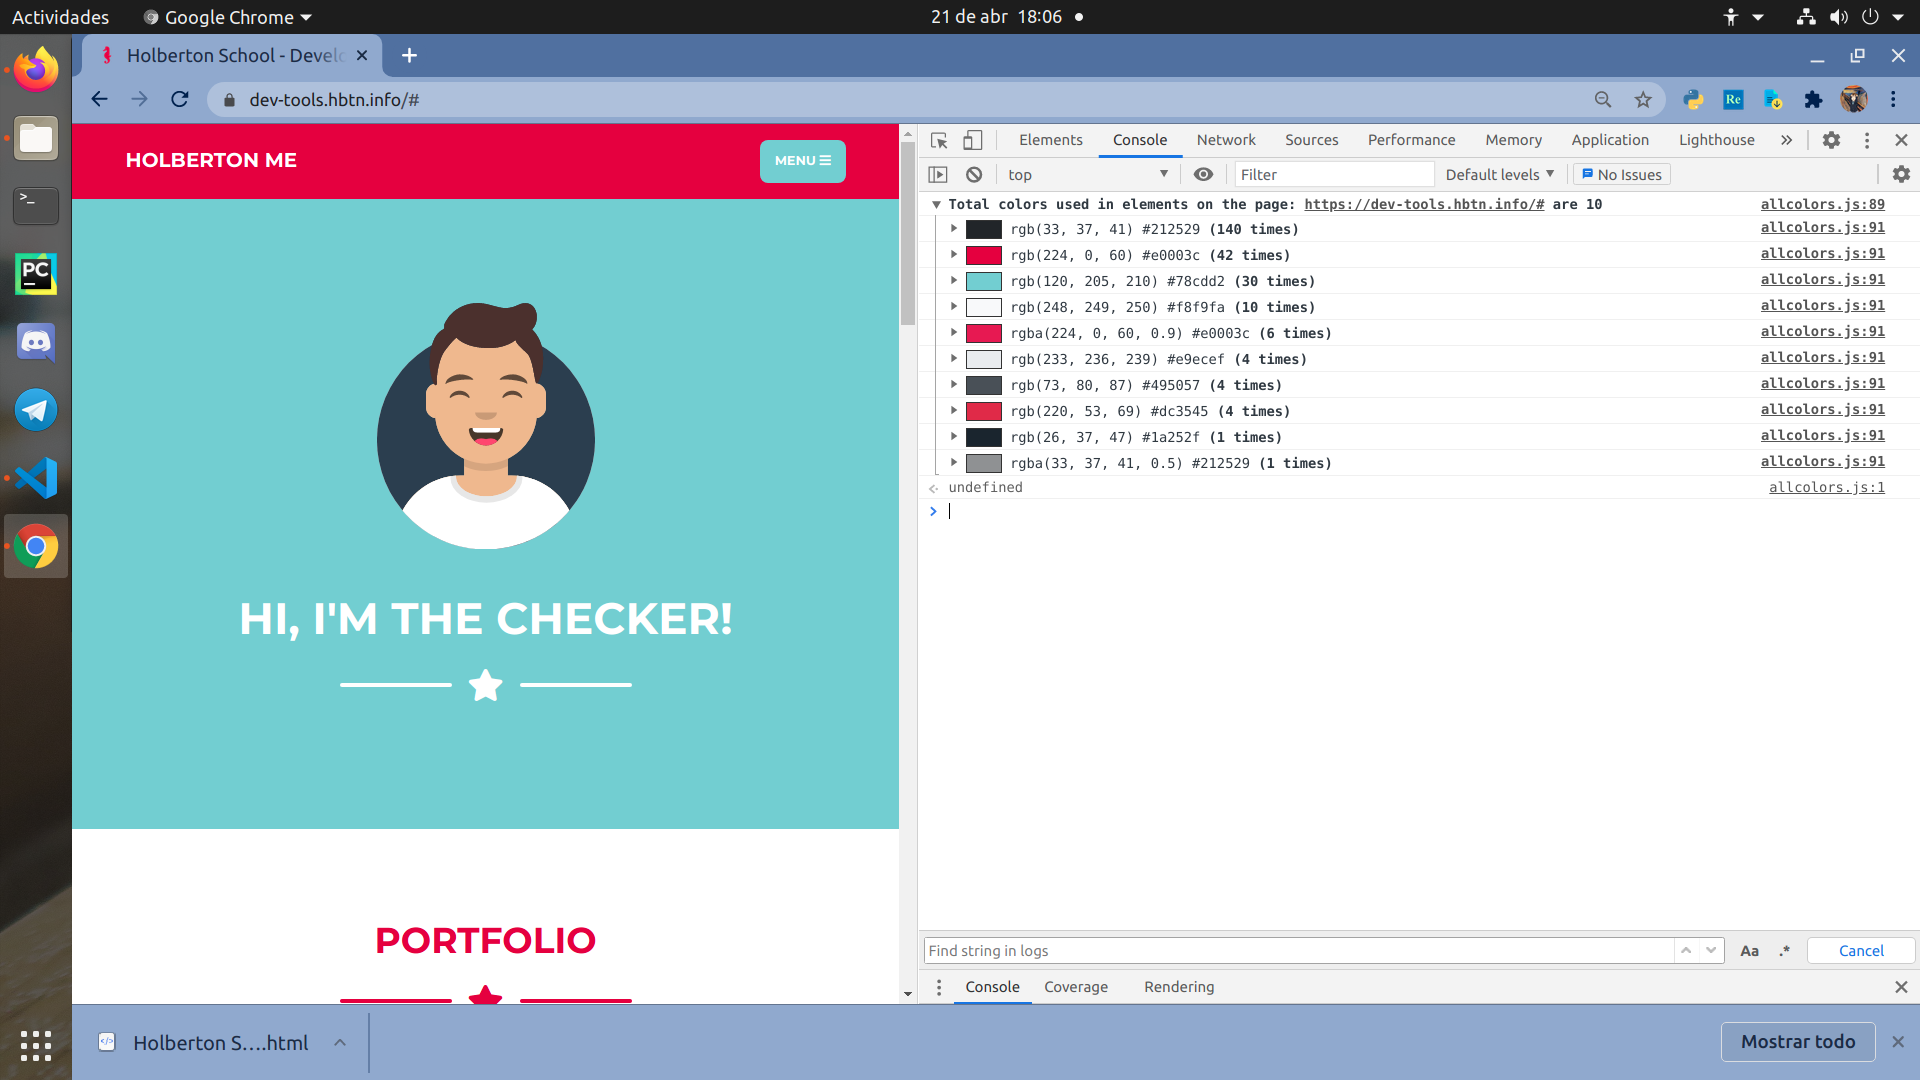 Actividades
Google Chrome
21 de abr 18:06
Holberton School - Develo
dev-tools.hbtn.info/#
Re
HOLBERTON ME
MENU
Elements Console Network Sources Performance Memory Application Lighthouse
top Filter Default levels No Issues
Total colors used in elements on the page: https://dev-tools.hbtn.info/# are 10 allcolors.js:89
rgb(33, 37, 41) #212529 (140 times) allcolors.js:91
rgb(224, 0, 60) #e0003c (42 times) allcolors.js:91
rgb(120, 205, 210) #78cdd2 (30 times) allcolors.js:91
rgb(248, 249, 250) #f8f9fa (10 times) allcolors.js:91
rgba(224, 0, 60, 0.9) #e0003c (6 times) allcolors.js:91
rgb(233, 236, 239) #e9ecef (4 times) allcolors.js:91
rgb(73, 80, 87) #495057 (4 times) allcolors.js:91
rgb(220, 53, 69) #dc3545 (4 times) allcolors.js:91
rgb(26, 37, 47) #1a252f (1 times) allcolors.js:91
rgba(33, 37, 41, 0.5) #212529 (1 times) allcolors.js:91
undefined allcolors.js:1
PC
HI, I'M THE CHECKER!
PORTFOLIO
Find string in logs Aa .* Cancel
Console Coverage Rendering
Holberton S....html
Mostrar todo